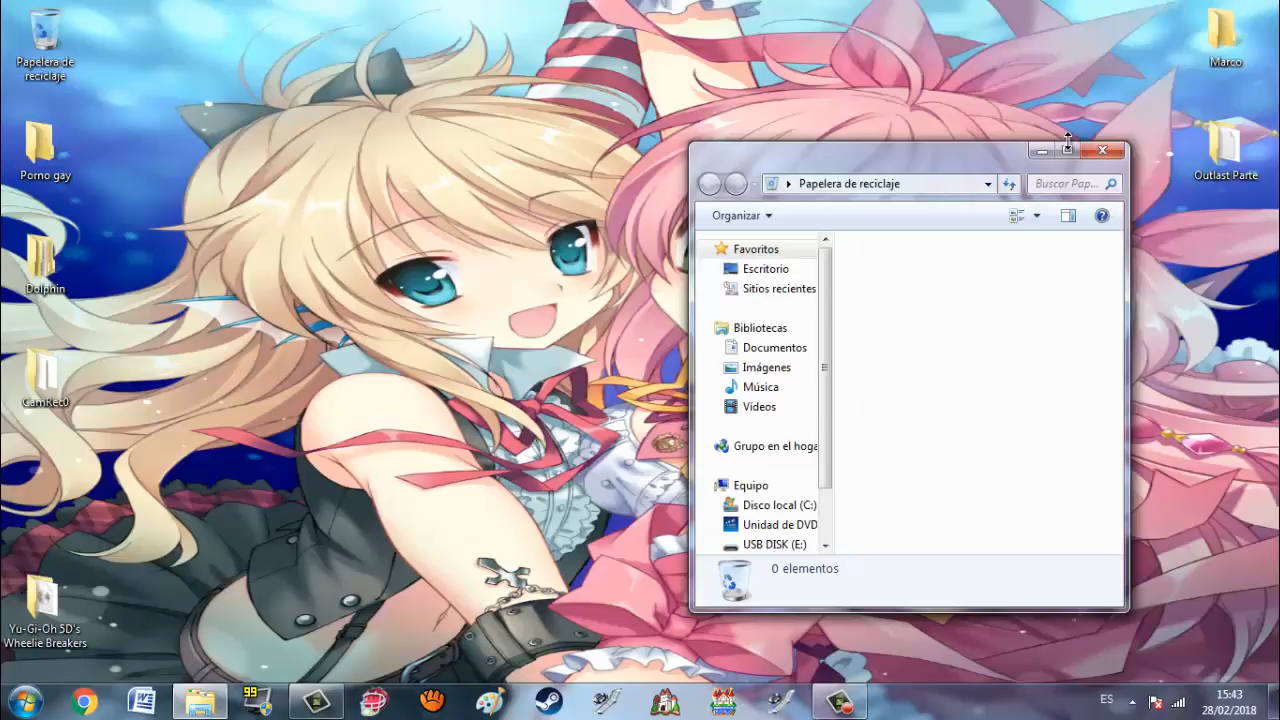 Papelera de
reciclaje
Porno gay
Dolphin
CamRec0
Yu-Gi-Oh 5D's
Wheelie Breakers
Marco
Outlast Parte
Papelera de reciclaje
Buscar Pap...
Organizar
Favoritos
Escritorio
Sitios recientes
Bibliotecas
Documentos
Imágenes
Música
Vídeos
Grupo en el hoga
Equipo
Disco local (C:)
Unidad de DVD
USB DISK (E:)
0 elementos
99
ES
15:43
28/02/2018